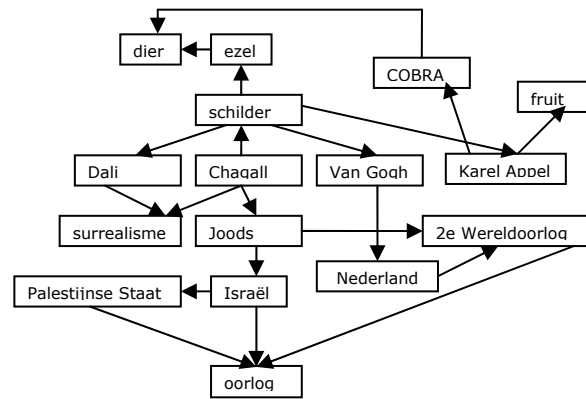 dier
ezel
COBRA
fruit
schilder
Dali
Chagall
Van Gogh
Karel Appel
surrealisme
Joods
2e Wereldoorlog
Nederland
Palestijnse Staat
Israël
oorlog